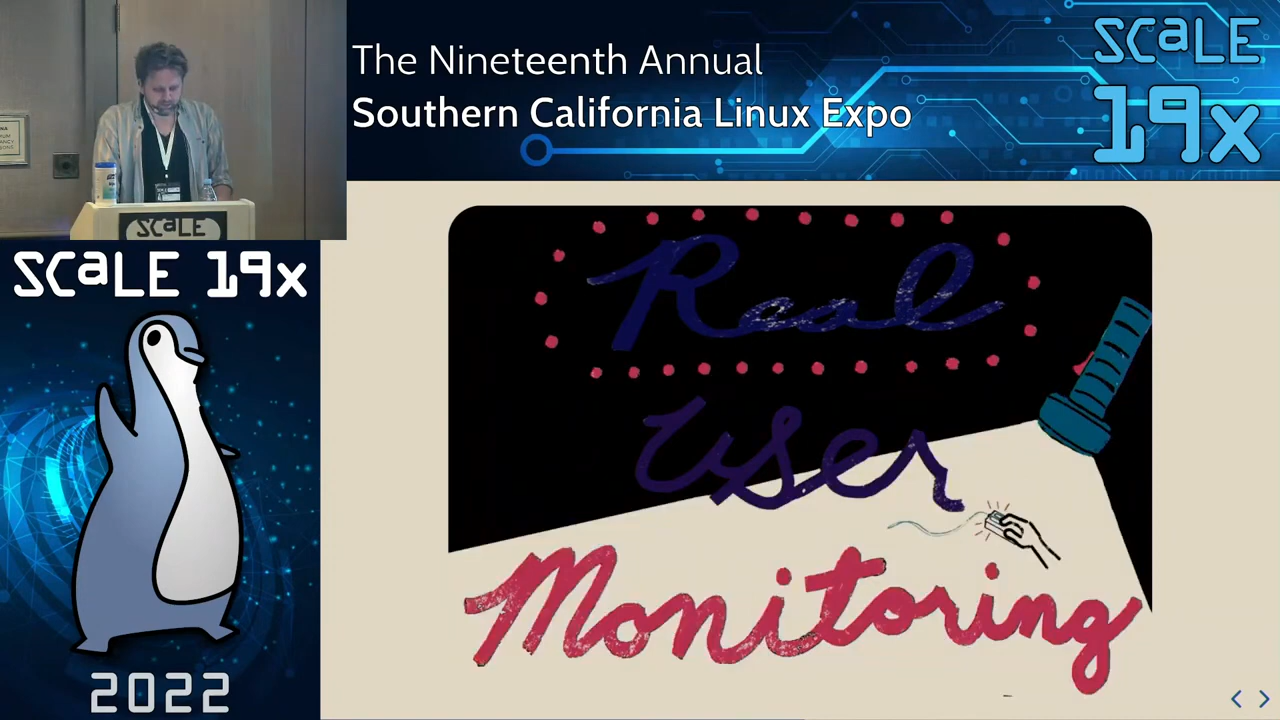 The Nineteenth Annual
Southern California Linux Expo
SCaLE
19x
SCaLE
SCaLE 19x
2022
Real
User
Monitoring